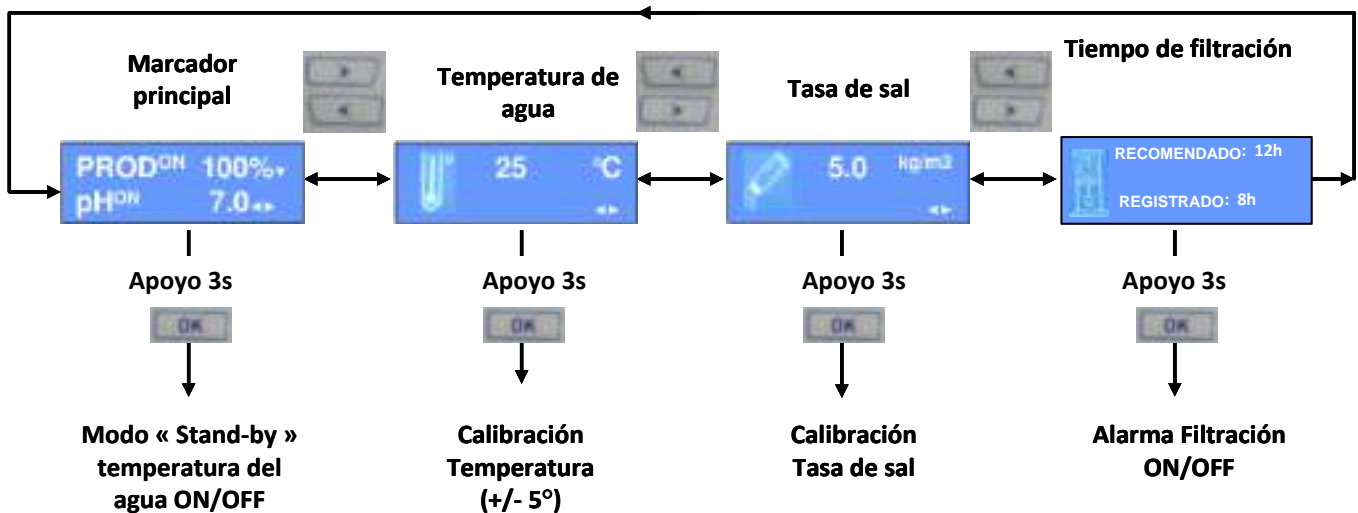 Marcador
principal
Temperatura de
agua
Tasa de sal
Tiempo de filtración
PROD ON 100%
pH ON 7.0
25 °C
5.0 kg/m3
RECOMENDADO: 12h
REGISTRADO: 8h
Apoyo 3s
Apoyo 3s
Apoyo 3s
Apoyo 3s
OK
OK
OK
OK
Modo « Stand-by »
temperatura del
agua ON/OFF
Calibración
Temperatura
(+/- 5°)
Calibración
Tasa de sal
Alarma Filtración
ON/OFF